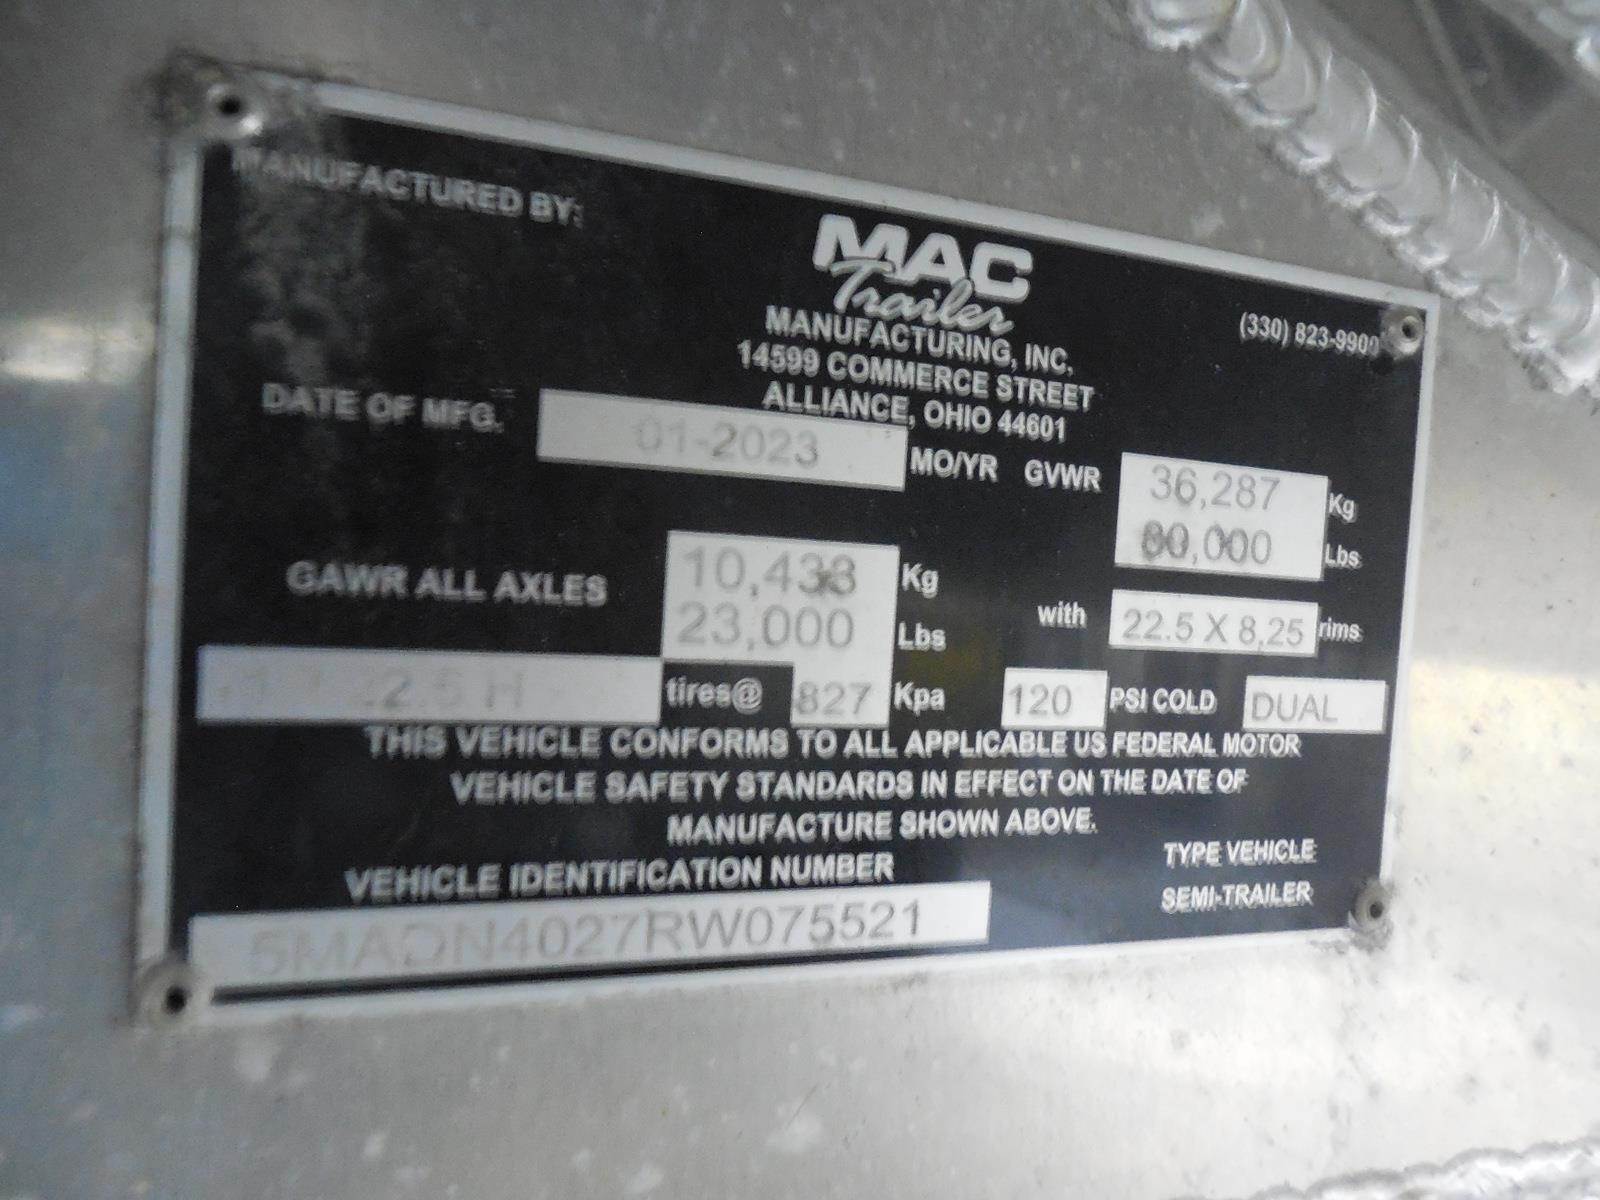 MANUFACTURED BY:
MAC
Trailer
MANUFACTURING, INC.
(330) 823-9900
14599 COMMERCE STREET
ALLIANCE, OHIO 44601
DATE OF MFG. 01-2023 MO/YR GVWR 36,287 Kg
80,000 Lbs
GAWR ALL AXLES 10,433 Kg
23,000 Lbs with 22.5 X 8.25 rims
tires@ 827 Kpa 120 PSI COLD DUAL
THIS VEHICLE CONFORMS TO ALL APPLICABLE US FEDERAL MOTOR
VEHICLE SAFETY STANDARDS IN EFFECT ON THE DATE OF
MANUFACTURE SHOWN ABOVE.
VEHICLE IDENTIFICATION NUMBER
TYPE VEHICLE
SEMI-TRAILER
5MADN4027RW075521